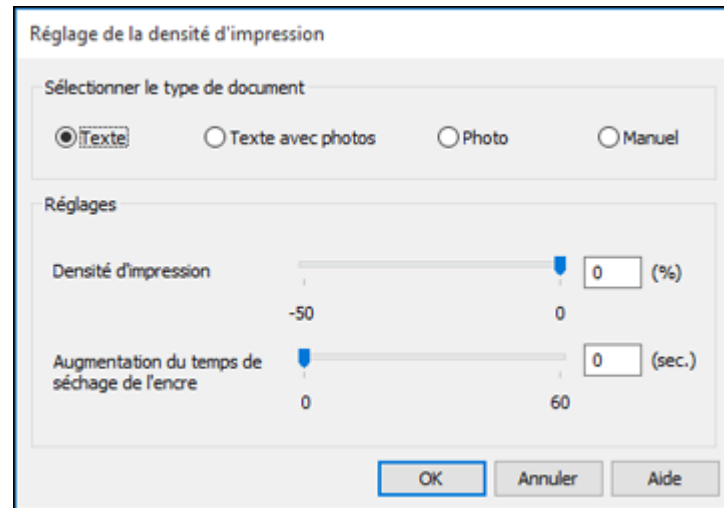 Réglage de la densité d'impression
Sélectionner le type de document
Texte Texte avec photos Photo Manuel
Réglages
Densité d'impression 0 (%)
-50 0
Augmentation du temps de
séchage de l'encre 0 (sec.)
0 60
OK Annuler Aide